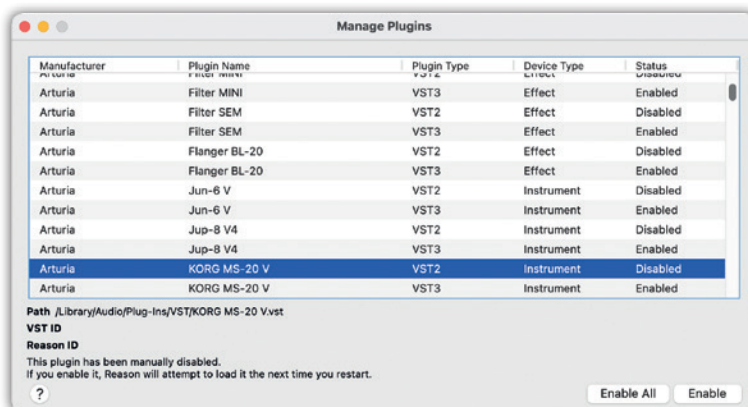 Manage Plugins
Manufacturer Plugin Name Plugin Type Device Type Status
Arturia Filter MINI VST2 Effect Disabled
Arturia Filter MINI VST3 Effect Enabled
Arturia Filter SEM VST2 Effect Disabled
Arturia Filter SEM VST3 Effect Enabled
Arturia Flanger BL-20 VST2 Effect Disabled
Arturia Flanger BL-20 VST3 Effect Enabled
Arturia Jun-6 V VST2 Instrument Disabled
Arturia Jun-6 V VST3 Instrument Enabled
Arturia Jup-8 V4 VST2 Instrument Disabled
Arturia Jup-8 V4 VST3 Instrument Enabled
Arturia KORG MS-20 V VST2 Instrument Disabled
Arturia KORG MS-20 V VST3 Instrument Enabled
Path /Library/Audio/Plug-Ins/VST/KORG MS-20 V.vst
VST ID
Reason ID
This plugin has been manually disabled.
If you enable it, Reason will attempt to load it the next time you restart.
? Enable All Enable